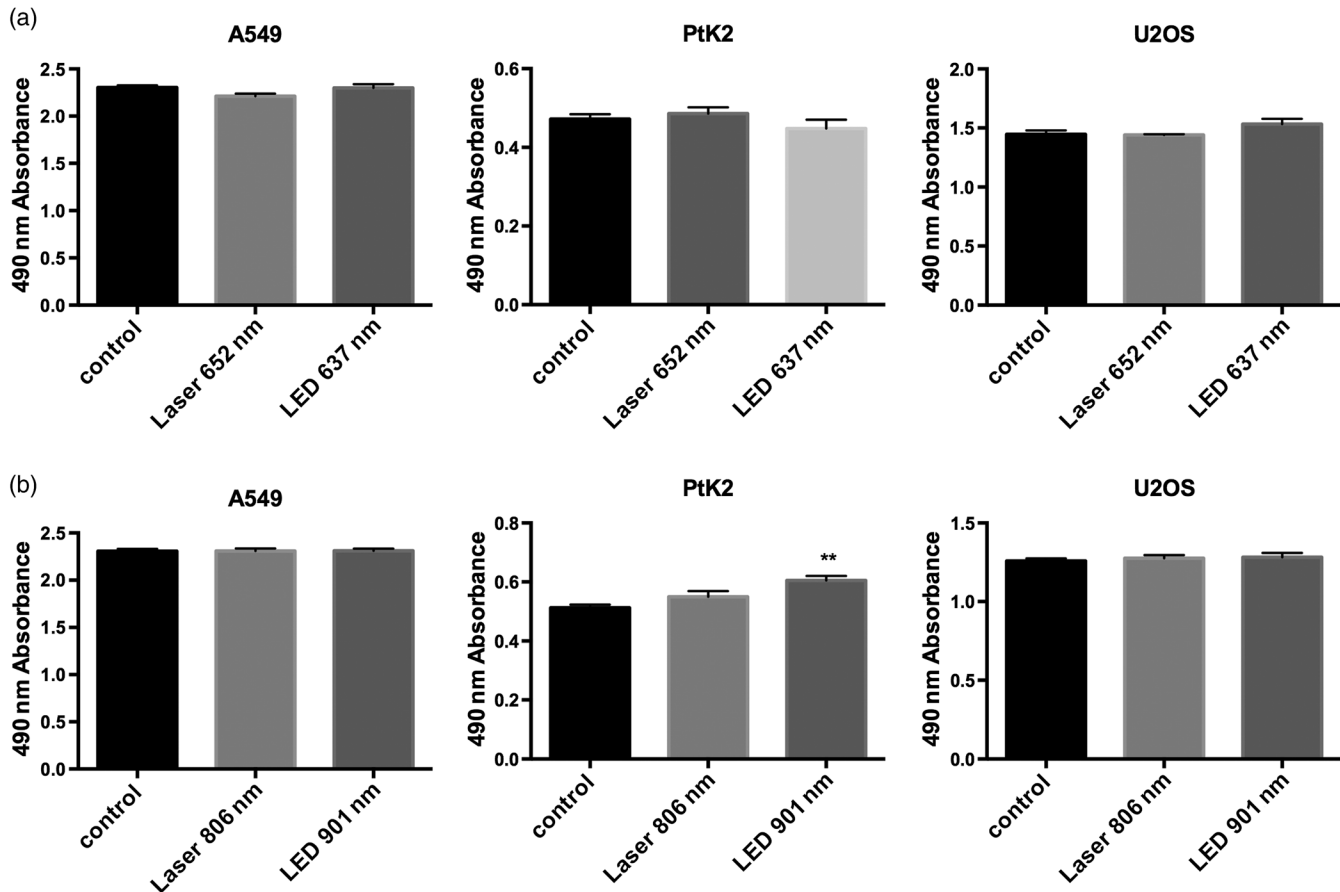 (a)
A549
490 nm Absorbance
2.5
2.0
1.5
1.0
0.5
0.0
control
Laser 652 nm
LED 637 nm
PtK2
490 nm Absorbance
0.6
0.4
0.2
0.0
control
Laser 652 nm
LED 637 nm
U2OS
490 nm Absorbance
2.0
1.5
1.0
0.5
0.0
control
Laser 652 nm
LED 637 nm
(b)
A549
490 nm Absorbance
2.5
2.0
1.5
1.0
0.5
0.0
control
Laser 806 nm
LED 901 nm
PtK2
490 nm Absorbance
0.8
0.6
0.4
0.2
0.0
**
control
Laser 806 nm
LED 901 nm
U2OS
490 nm Absorbance
1.5
1.0
0.5
0.0
control
Laser 806 nm
LED 901 nm